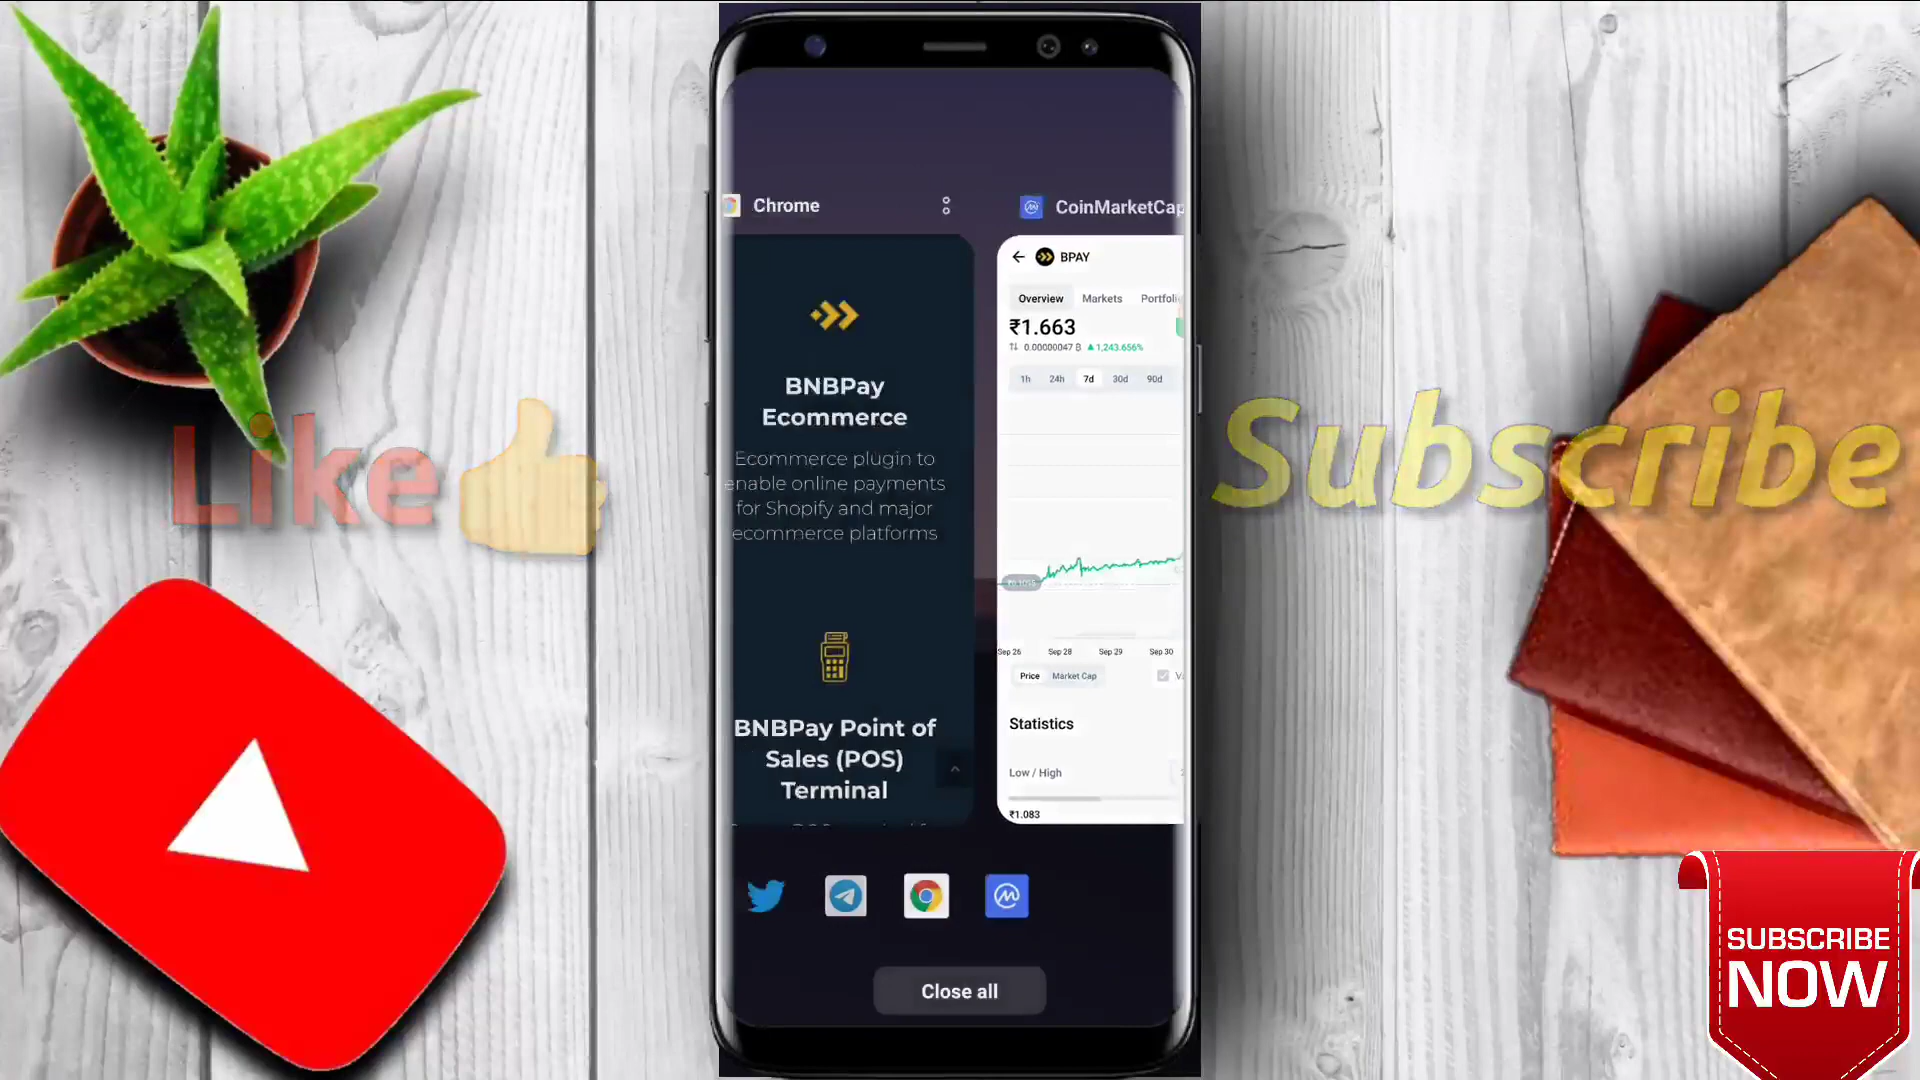 Chrome
CoinMarketCap
BPAY
Overview Markets
₹1.663
0.00000047 ₿ ▲1,243.656%
1h 24h 7d 30d 90d
BNBPay
Ecommerce
Ecommerce plugin to
enable online payments
for Shopify and major
ecommerce platforms
Like
Subscribe
Sep 26 Sep 28 Sep 29 Sep 30
Price Market Cap
BNBPay Point of
Sales (POS)
Terminal
Statistics
Low / High
₹1.083
Close all
SUBSCRIBE
NOW